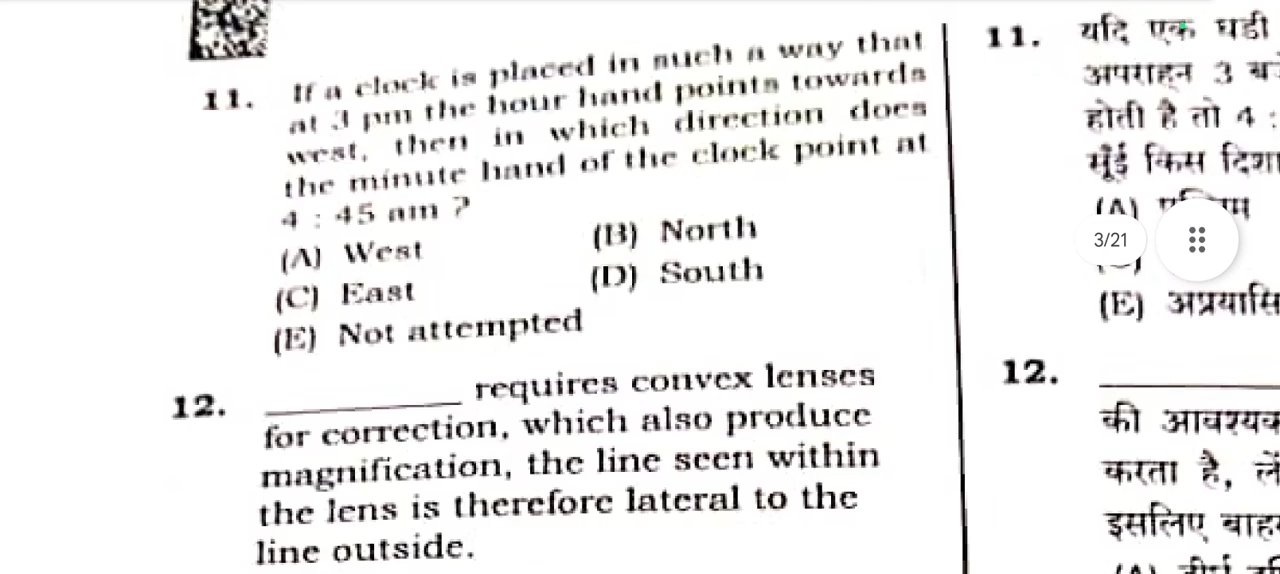 11. If a clock is placed in such a way that
at 3 pm the hour hand points towards
west, then in which direction does
the minute hand of the clock point at
4 : 45 am ?
(A) West
(B) North
(C) East
(D) South
(E) Not attempted
12. ________ requires convex lenses
for correction, which also produce
magnification, the line seen within
the lens is therefore lateral to the
line outside.
11. यदि एक घडी
अपराहन 3
होती है तो 4 :
सूँई किस
(A)
3/21
(E)
12. ________
की
करता है,
इसलिए
(A)